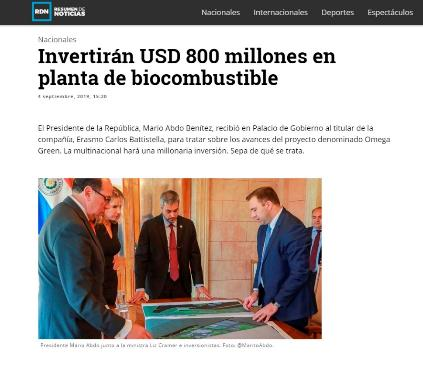 RDN RESUMEN DE NOTICIAS
Nacionales Internacionales Deportes Espectáculos
Nacionales
Invertirán USD 800 millones en
planta de biocombustible
4 septiembre, 2019, 15:20
El Presidente de la República, Mario Abdo Benítez, recibió en Palacio de Gobierno al titular de la
compañía, Erasmo Carlos Battistella, para tratar sobre los avances del proyecto denominado Omega
Green. La multinacional hará una millonaria inversión. Sepa de qué se trata.
Presidente Mario Abdo junto a la ministra Liz Cramer e inversionistas. Foto: @MaritoAbdo.